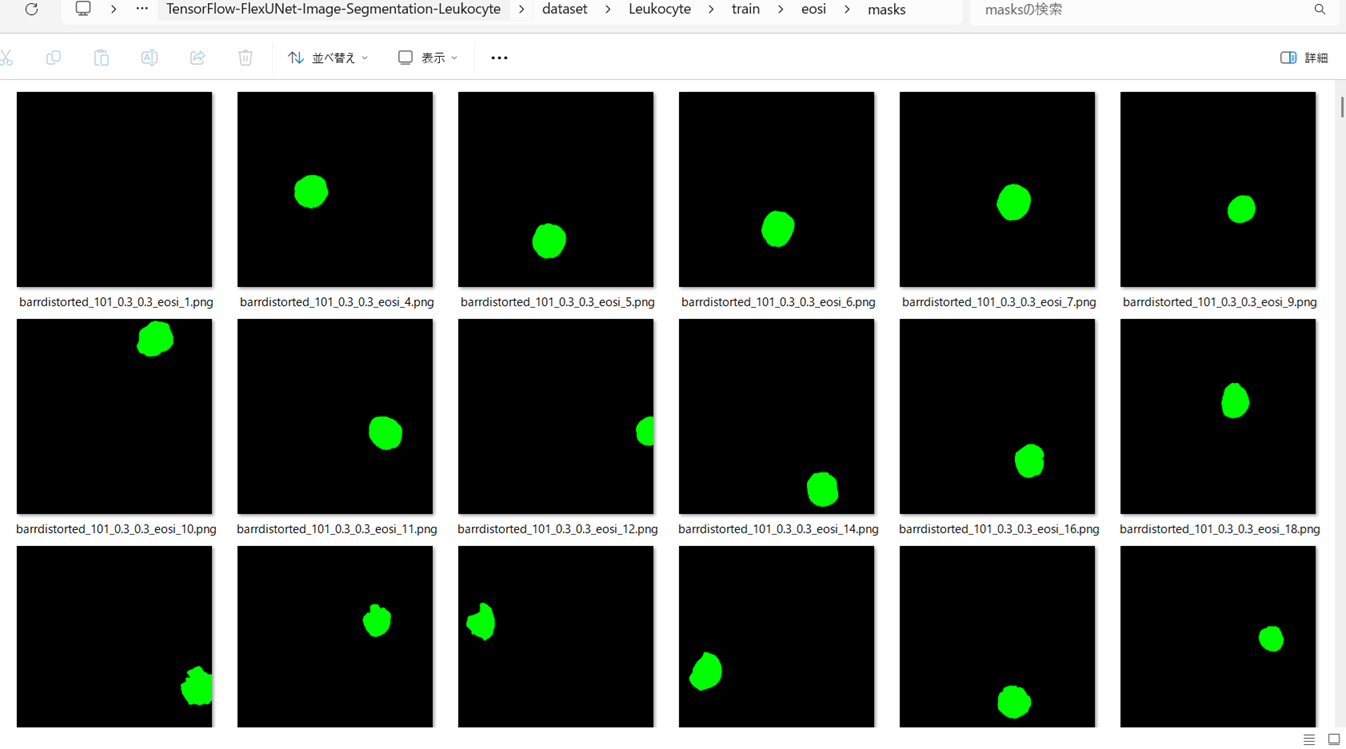 TensorFlow-FlexUNet-Image-Segmentation-Leukocyte > dataset > Leukocyte > train > eosi > masks
masksの検索
並べ替え
表示
詳細
barrdistorted_101_0.3_0.3_eosi_1.png
barrdistorted_101_0.3_0.3_eosi_4.png
barrdistorted_101_0.3_0.3_eosi_5.png
barrdistorted_101_0.3_0.3_eosi_6.png
barrdistorted_101_0.3_0.3_eosi_7.png
barrdistorted_101_0.3_0.3_eosi_9.png
barrdistorted_101_0.3_0.3_eosi_10.png
barrdistorted_101_0.3_0.3_eosi_11.png
barrdistorted_101_0.3_0.3_eosi_12.png
barrdistorted_101_0.3_0.3_eosi_14.png
barrdistorted_101_0.3_0.3_eosi_16.png
barrdistorted_101_0.3_0.3_eosi_18.png